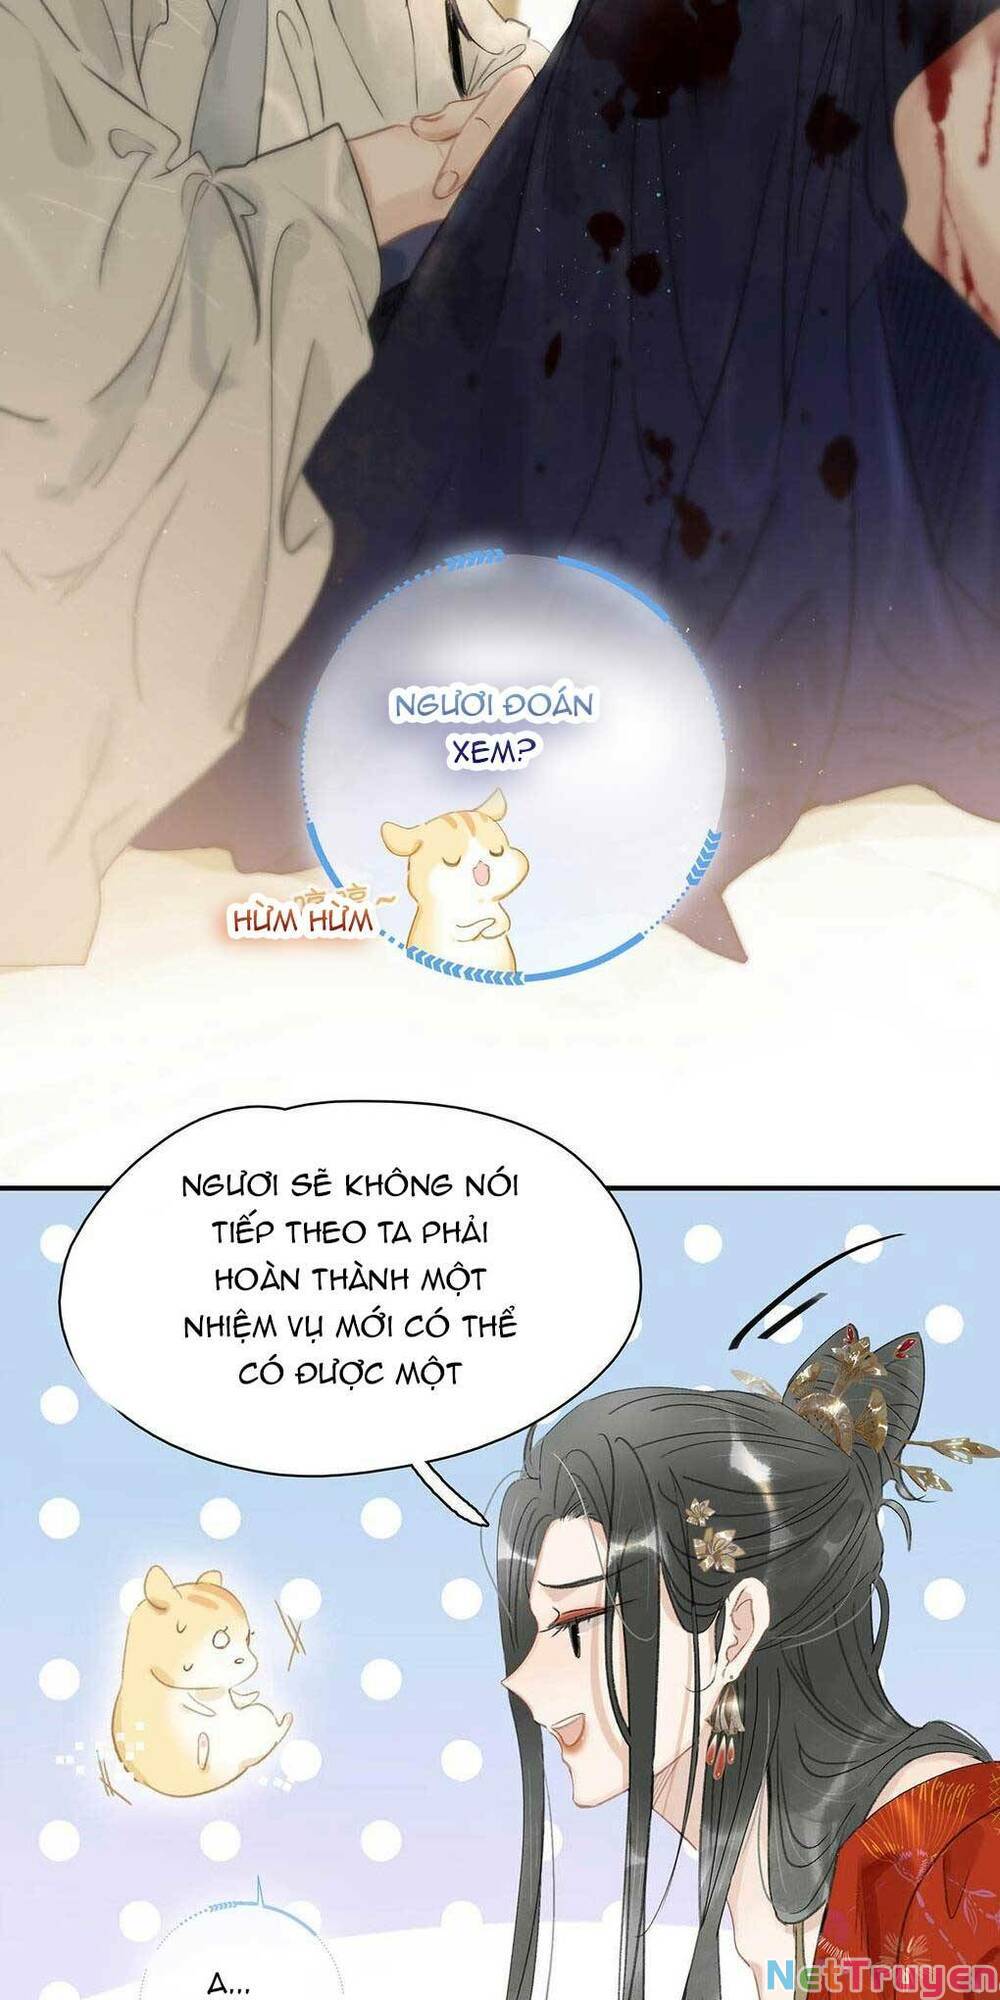 NGƯƠI ĐOÁN
XEM?
HỪM HỪM
NGƯƠI SẼ KHÔNG NÓI
TIẾP THEO TA PHẢI
HOÀN THÀNH MỘT
NHIỆM VỤ MỚI CÓ THỂ
CÓ ĐƯỢC MỘT
A...
NETTRUYEN